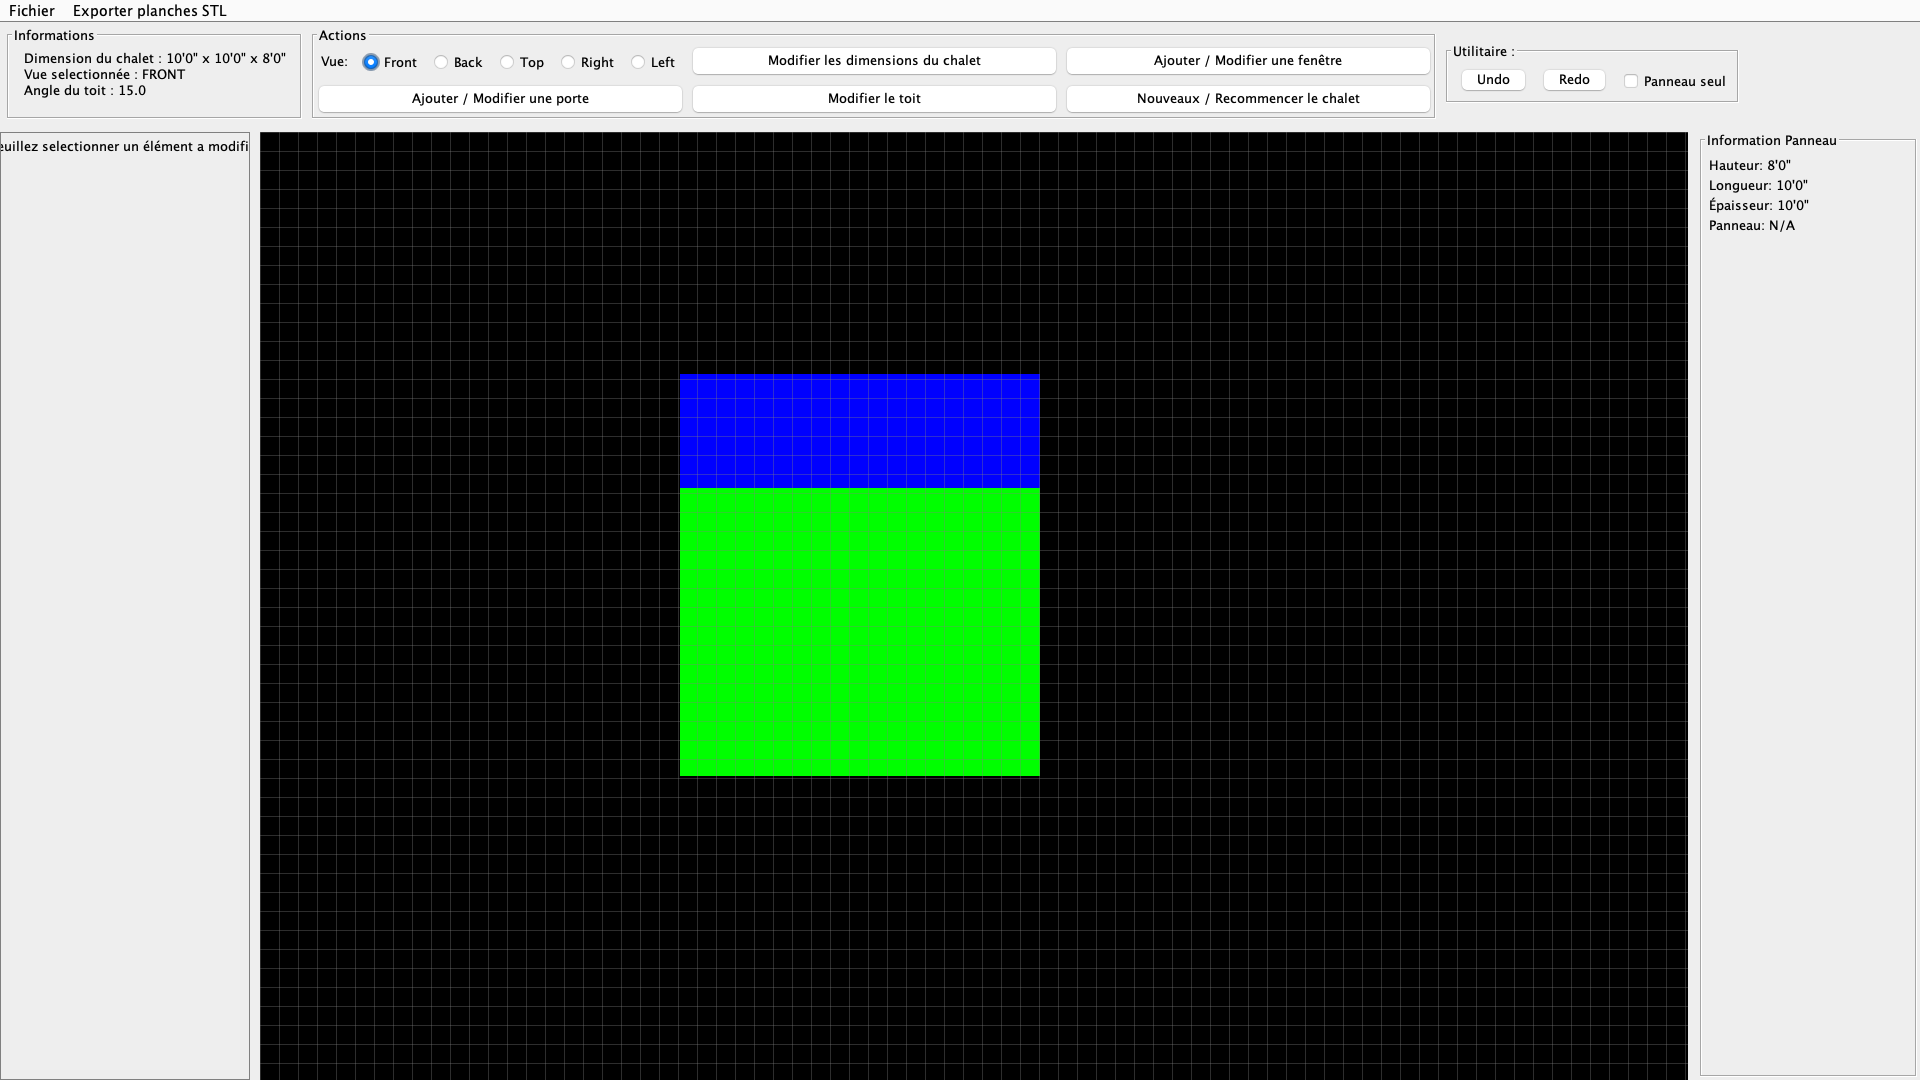 Fichier Exporter planches STL
Informations
Dimension du chalet : 10'0" x 10'0" x 8'0"
Vue selectionnée : FRONT
Angle du toit : 15.0
Actions
Vue: Front Back Top Right Left
Modifier les dimensions du chalet
Ajouter / Modifier une fenêtre
Ajouter / Modifier une porte
Modifier le toit
Nouveaux / Recommencer le chalet
Utilitaire :
Undo Redo Panneau seul
euillez selectionner un élément a modifi
Information Panneau
Hauteur: 8'0"
Longueur: 10'0"
Épaisseur: 10'0"
Panneau: N/A